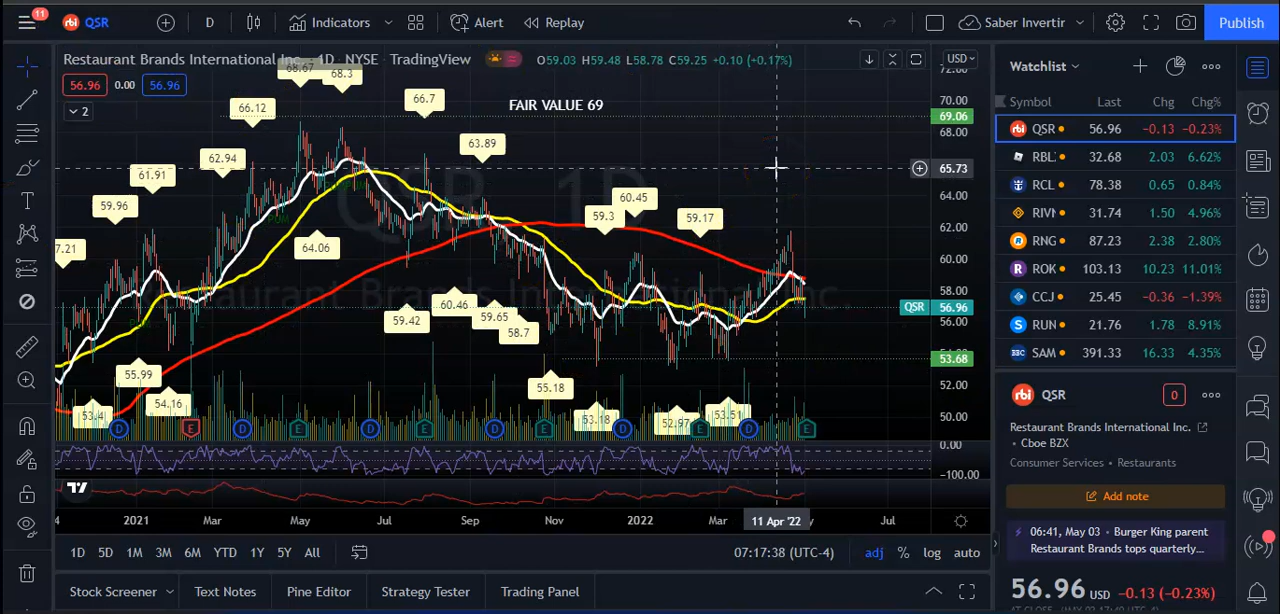 11
QSR
D
Indicators
Alert
Replay
Saber Invertir
Publish
Restaurant Brands International Inc. · 1D · NYSE TradingView
O59.03 H59.48 L58.78 C59.25 +0.10 (+0.17%)
USD
56.96 0.00 56.96
2
FAIR VALUE 69
QSR 1D
Restaurant Brands International Inc
68.67
68.3
66.12
66.7
63.89
62.94
61.91
59.96
7.21
64.06
60.45
59.3
59.17
59.42
60.46
59.65
58.7
55.99
54.16
53.4
55.18
53.18
52.97
53.51
72.00
70.00
69.06
68.00
65.73
64.00
62.00
60.00
58.00
QSR 56.96
56.00
53.68
52.00
50.00
0.00
-100.00
D E D E D E D E D E D E
4 2021 Mar May Jul Sep Nov 2022 Mar 11 Apr '22 Jul
1D 5D 1M 3M 6M YTD 1Y 5Y All
07:17:38 (UTC-4)
adj % log auto
Stock Screener
Text Notes
Pine Editor
Strategy Tester
Trading Panel
Watchlist
Symbol Last Chg Chg%
QSR 56.96 −0.13 −0.23%
RBL 32.68 2.03 6.62%
RCL 78.38 0.65 0.84%
RIVN 31.74 1.50 4.96%
RNG 87.23 2.38 2.80%
ROK 103.13 10.23 11.01%
CCJ 25.45 −0.36 −1.39%
RUN 21.76 1.78 8.91%
SAM 391.33 16.33 4.35%
rbi QSR 0
Restaurant Brands International Inc.
• Cboe BZX
Consumer Services • Restaurants
Add note
06:41, May 03 • Burger King parent
Restaurant Brands tops quarterly...
56.96 USD −0.13 (−0.23%)